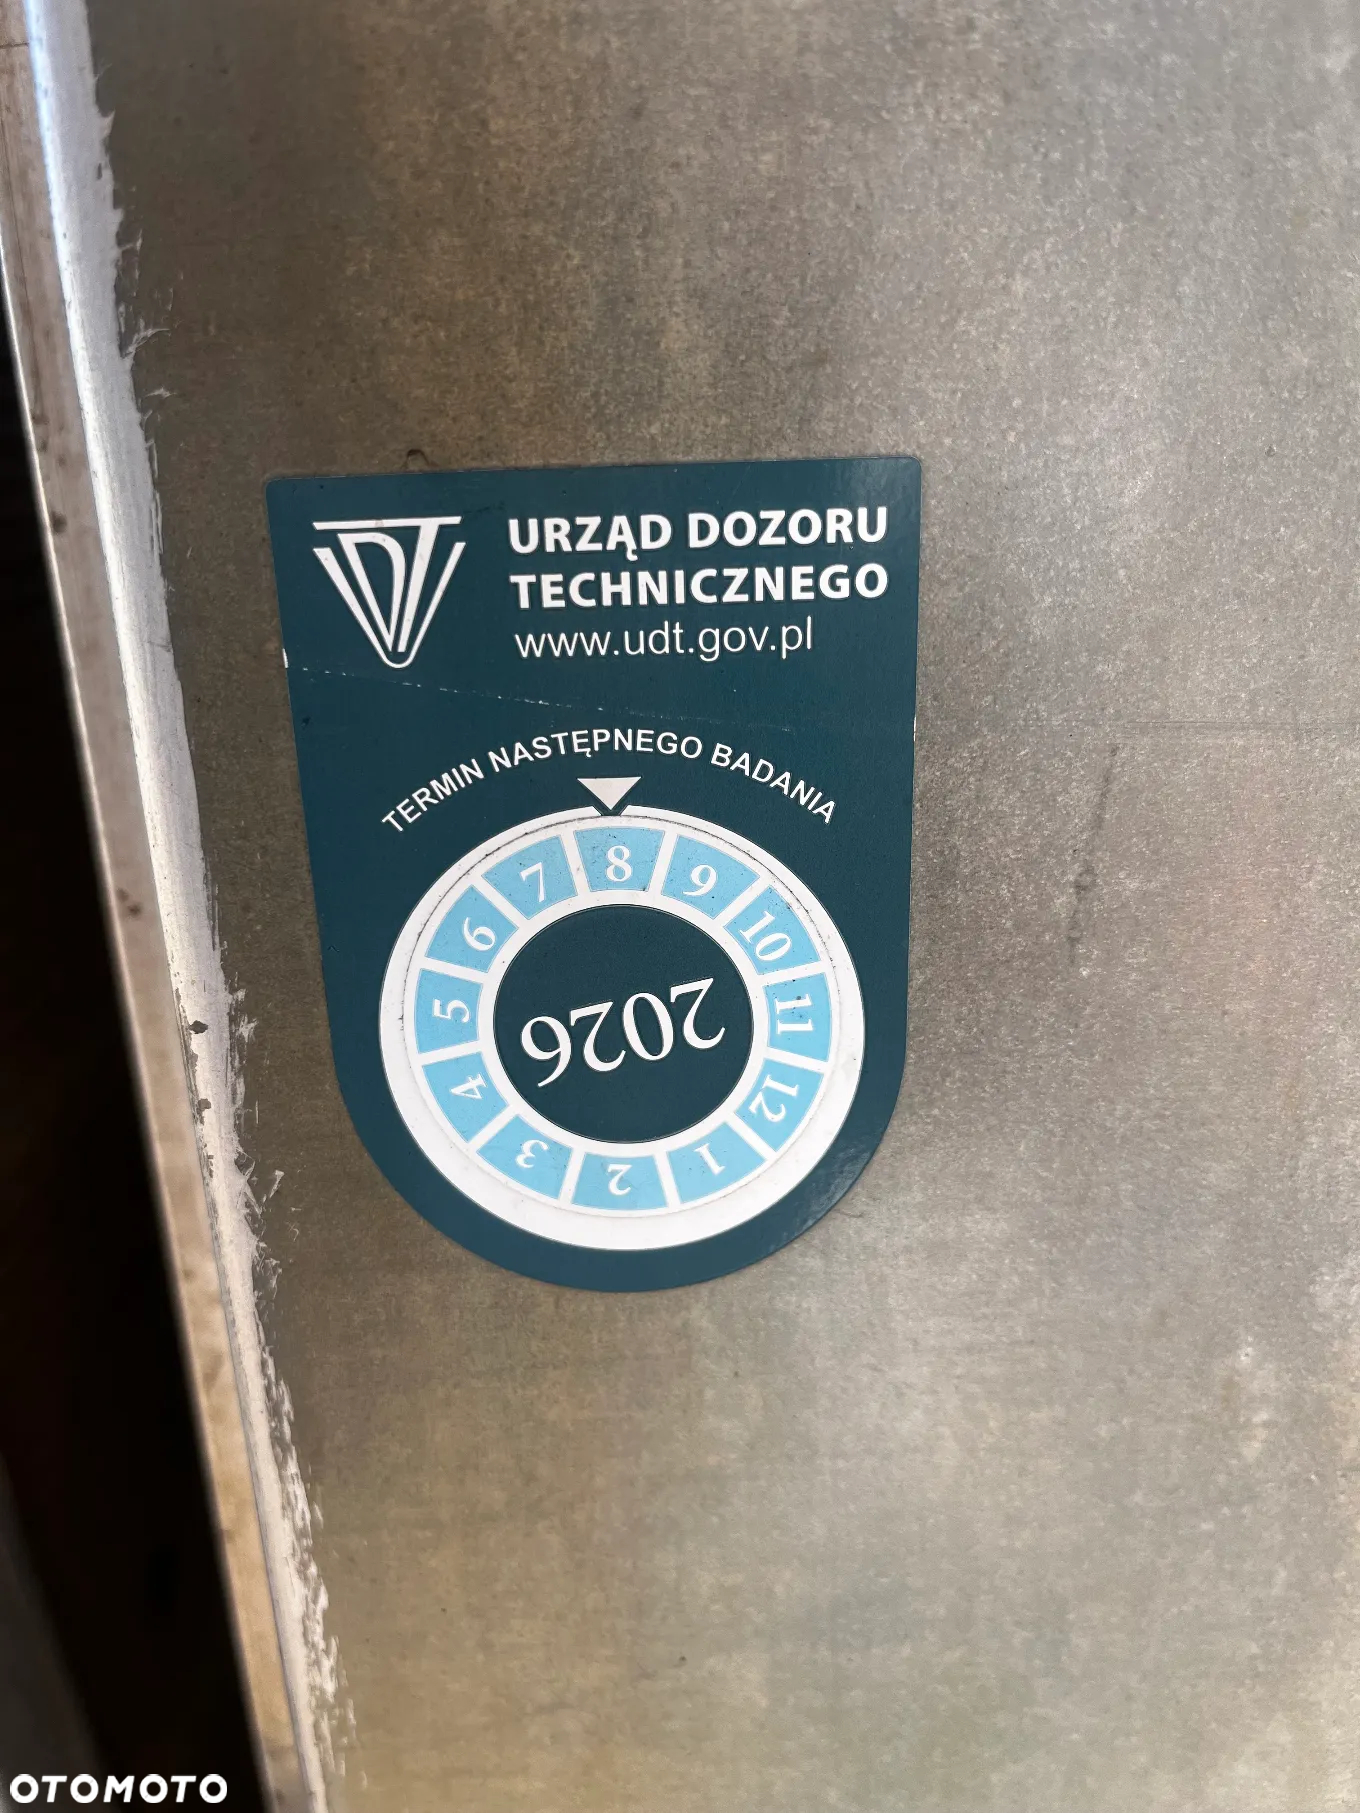 UDT
URZĄD DOZORU
TECHNICZNEGO
www.udt.gov.pl
TERMIN NASTĘPNEGO BADANIA
1 2 3 4 5 6 7 8 9 10 11 12
2026
OTOMOTO